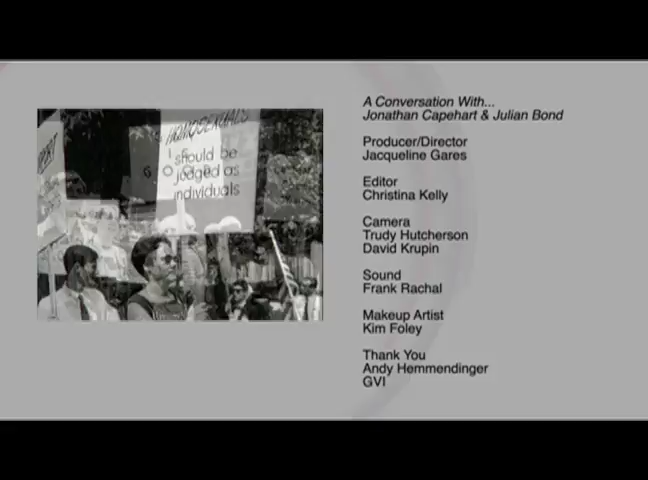 HOMOSEXUALS
should be
judged as
individuals
A Conversation With...
Jonathan Capehart & Julian Bond
Producer/Director
Jacqueline Gares
Editor
Christina Kelly
Camera
Trudy Hutcherson
David Krupin
Sound
Frank Rachal
Makeup Artist
Kim Foley
Thank You
Andy Hemmendinger
GVI